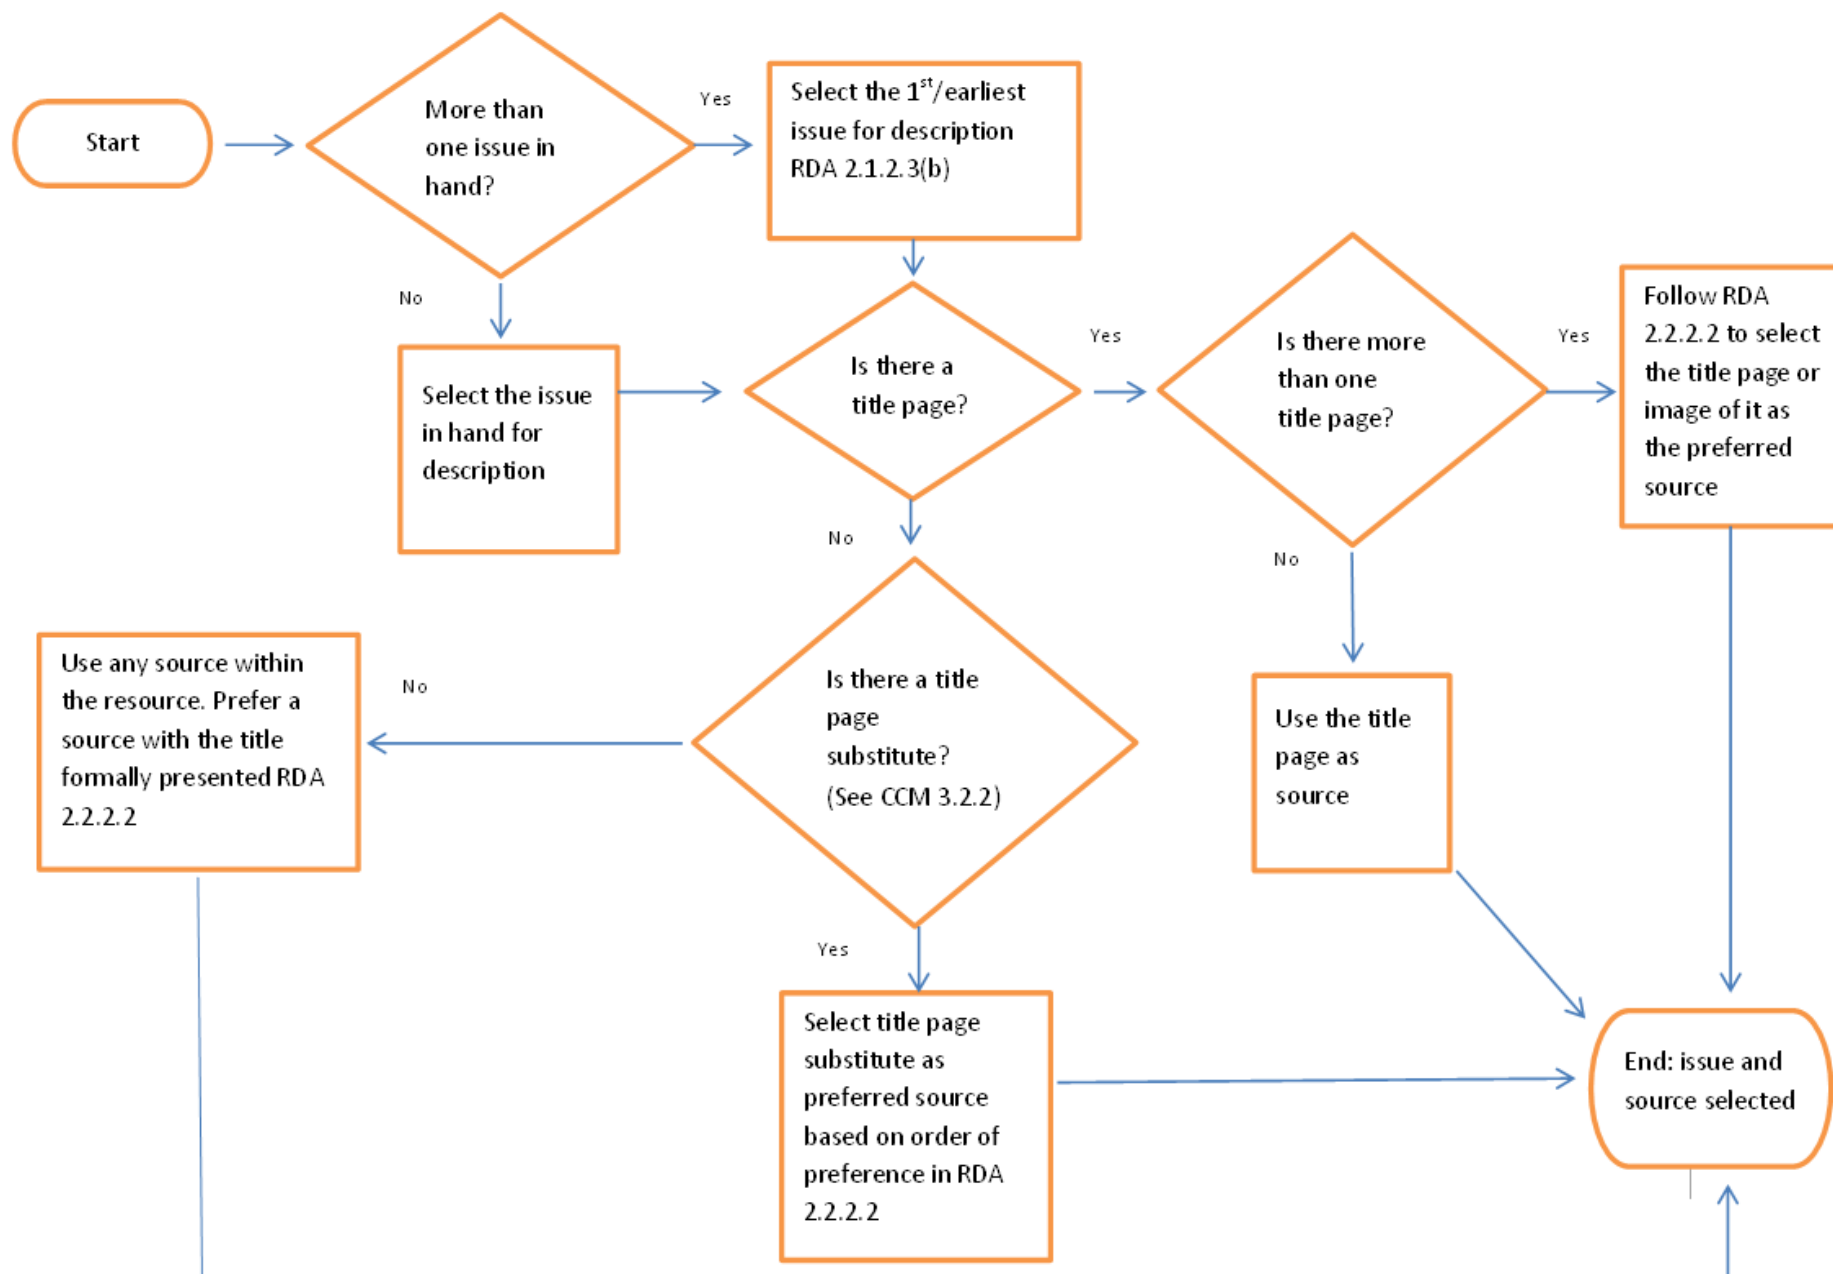 Start
More than
one issue in
hand?
Yes
Select the 1st/earliest
issue for description
RDA 2.1.2.3(b)
No
Select the issue
in hand for
description
Is there a
title page?
Yes
Is there more
than one
title page?
Yes
Follow RDA
2.2.2.2 to select
the title page or
image of it as
the preferred
source
No
No
Use the title
page as
source
Is there a title
page
substitute?
(See CCM 3.2.2)
No
Use any source within
the resource. Prefer a
source with the title
formally presented RDA
2.2.2.2
Yes
Select title page
substitute as
preferred source
based on order of
preference in RDA
2.2.2.2
End: issue and
source selected